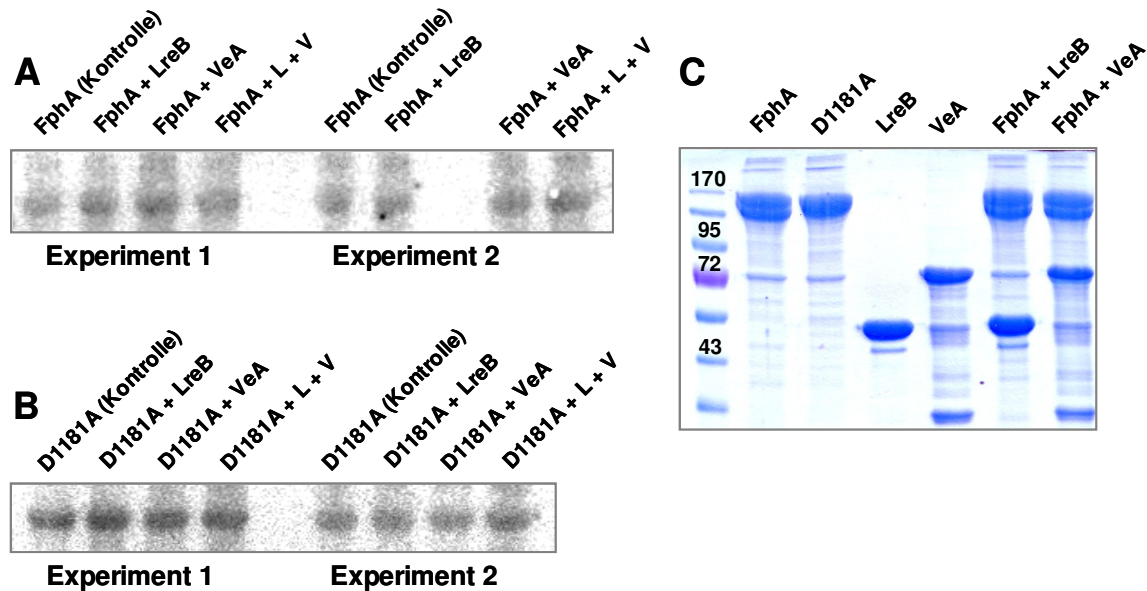 A
FphA (Kontrolle)
FphA + LreB
FphA + VeA
FphA + L + V
FphA (Kontrolle)
FphA + LreB
FphA + VeA
FphA + L + V
Experiment 1
Experiment 2
B
D1181A (Kontrolle)
D1181A + LreB
D1181A + VeA
D1181A + L + V
D1181A (Kontrolle)
D1181A + LreB
D1181A + VeA
D1181A + L + V
Experiment 1
Experiment 2
C
FphA
D1181A
LreB
VeA
FphA + LreB
FphA + VeA
170
95
72
43